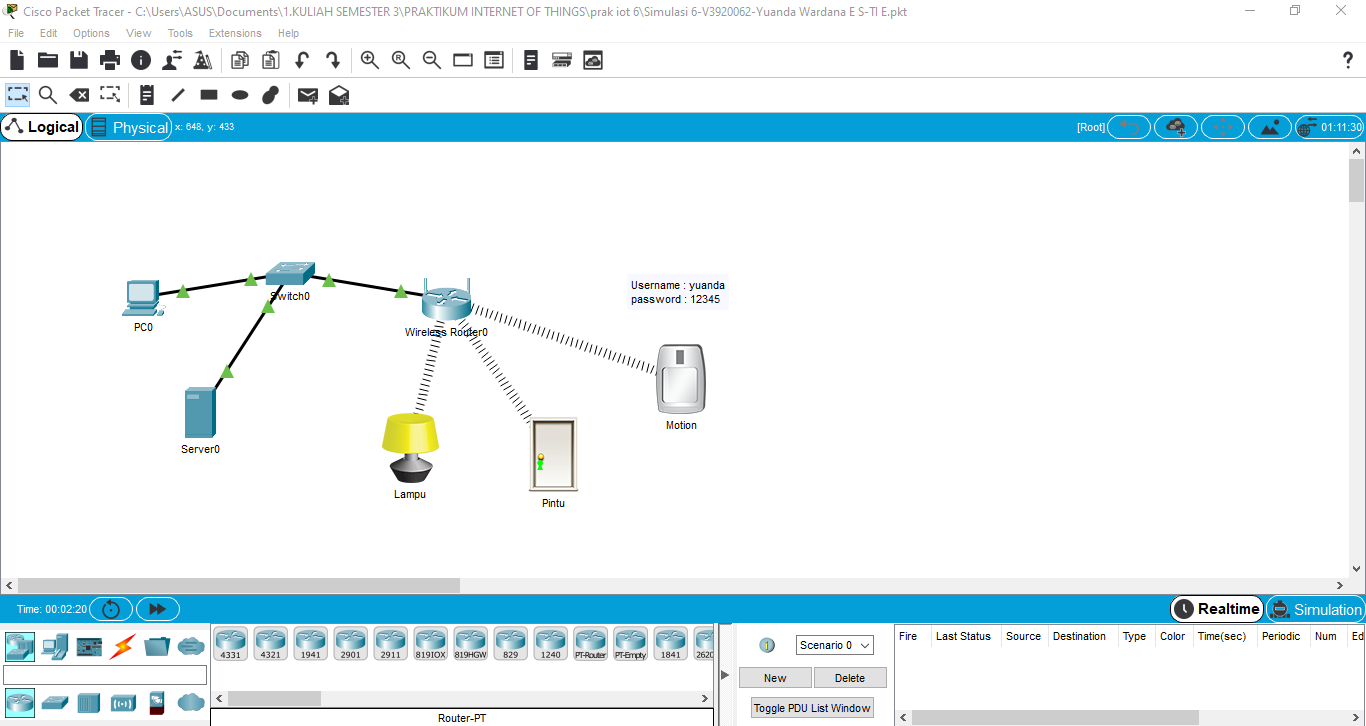 Cisco Packet Tracer - C:\Users\ASUS\Documents\1.KULIAH SEMESTER 3\PRAKTIKUM INTERNET OF THINGS\prak iot 6\Simulasi 6-V3920062-Yuanda Wardana E S-TI E.pkt
File Edit Options View Tools Extensions Help
Logical Physical x: 648, y: 433 [Root] 01:11:30
Username : yuanda
password : 12345
Switch0
PC0
Wireless Router0
Motion
Server0
Lampu
Pintu
Time: 00:02:20 Realtime Simulation
4331 4321 1941 2901 2911 819IOX 819HGW 829 1240 PT-Router PT-Empty 1841 2620
Router-PT
Scenario 0
New Delete
Toggle PDU List Window
Fire Last Status Source Destination Type Color Time(sec) Periodic Num Ed